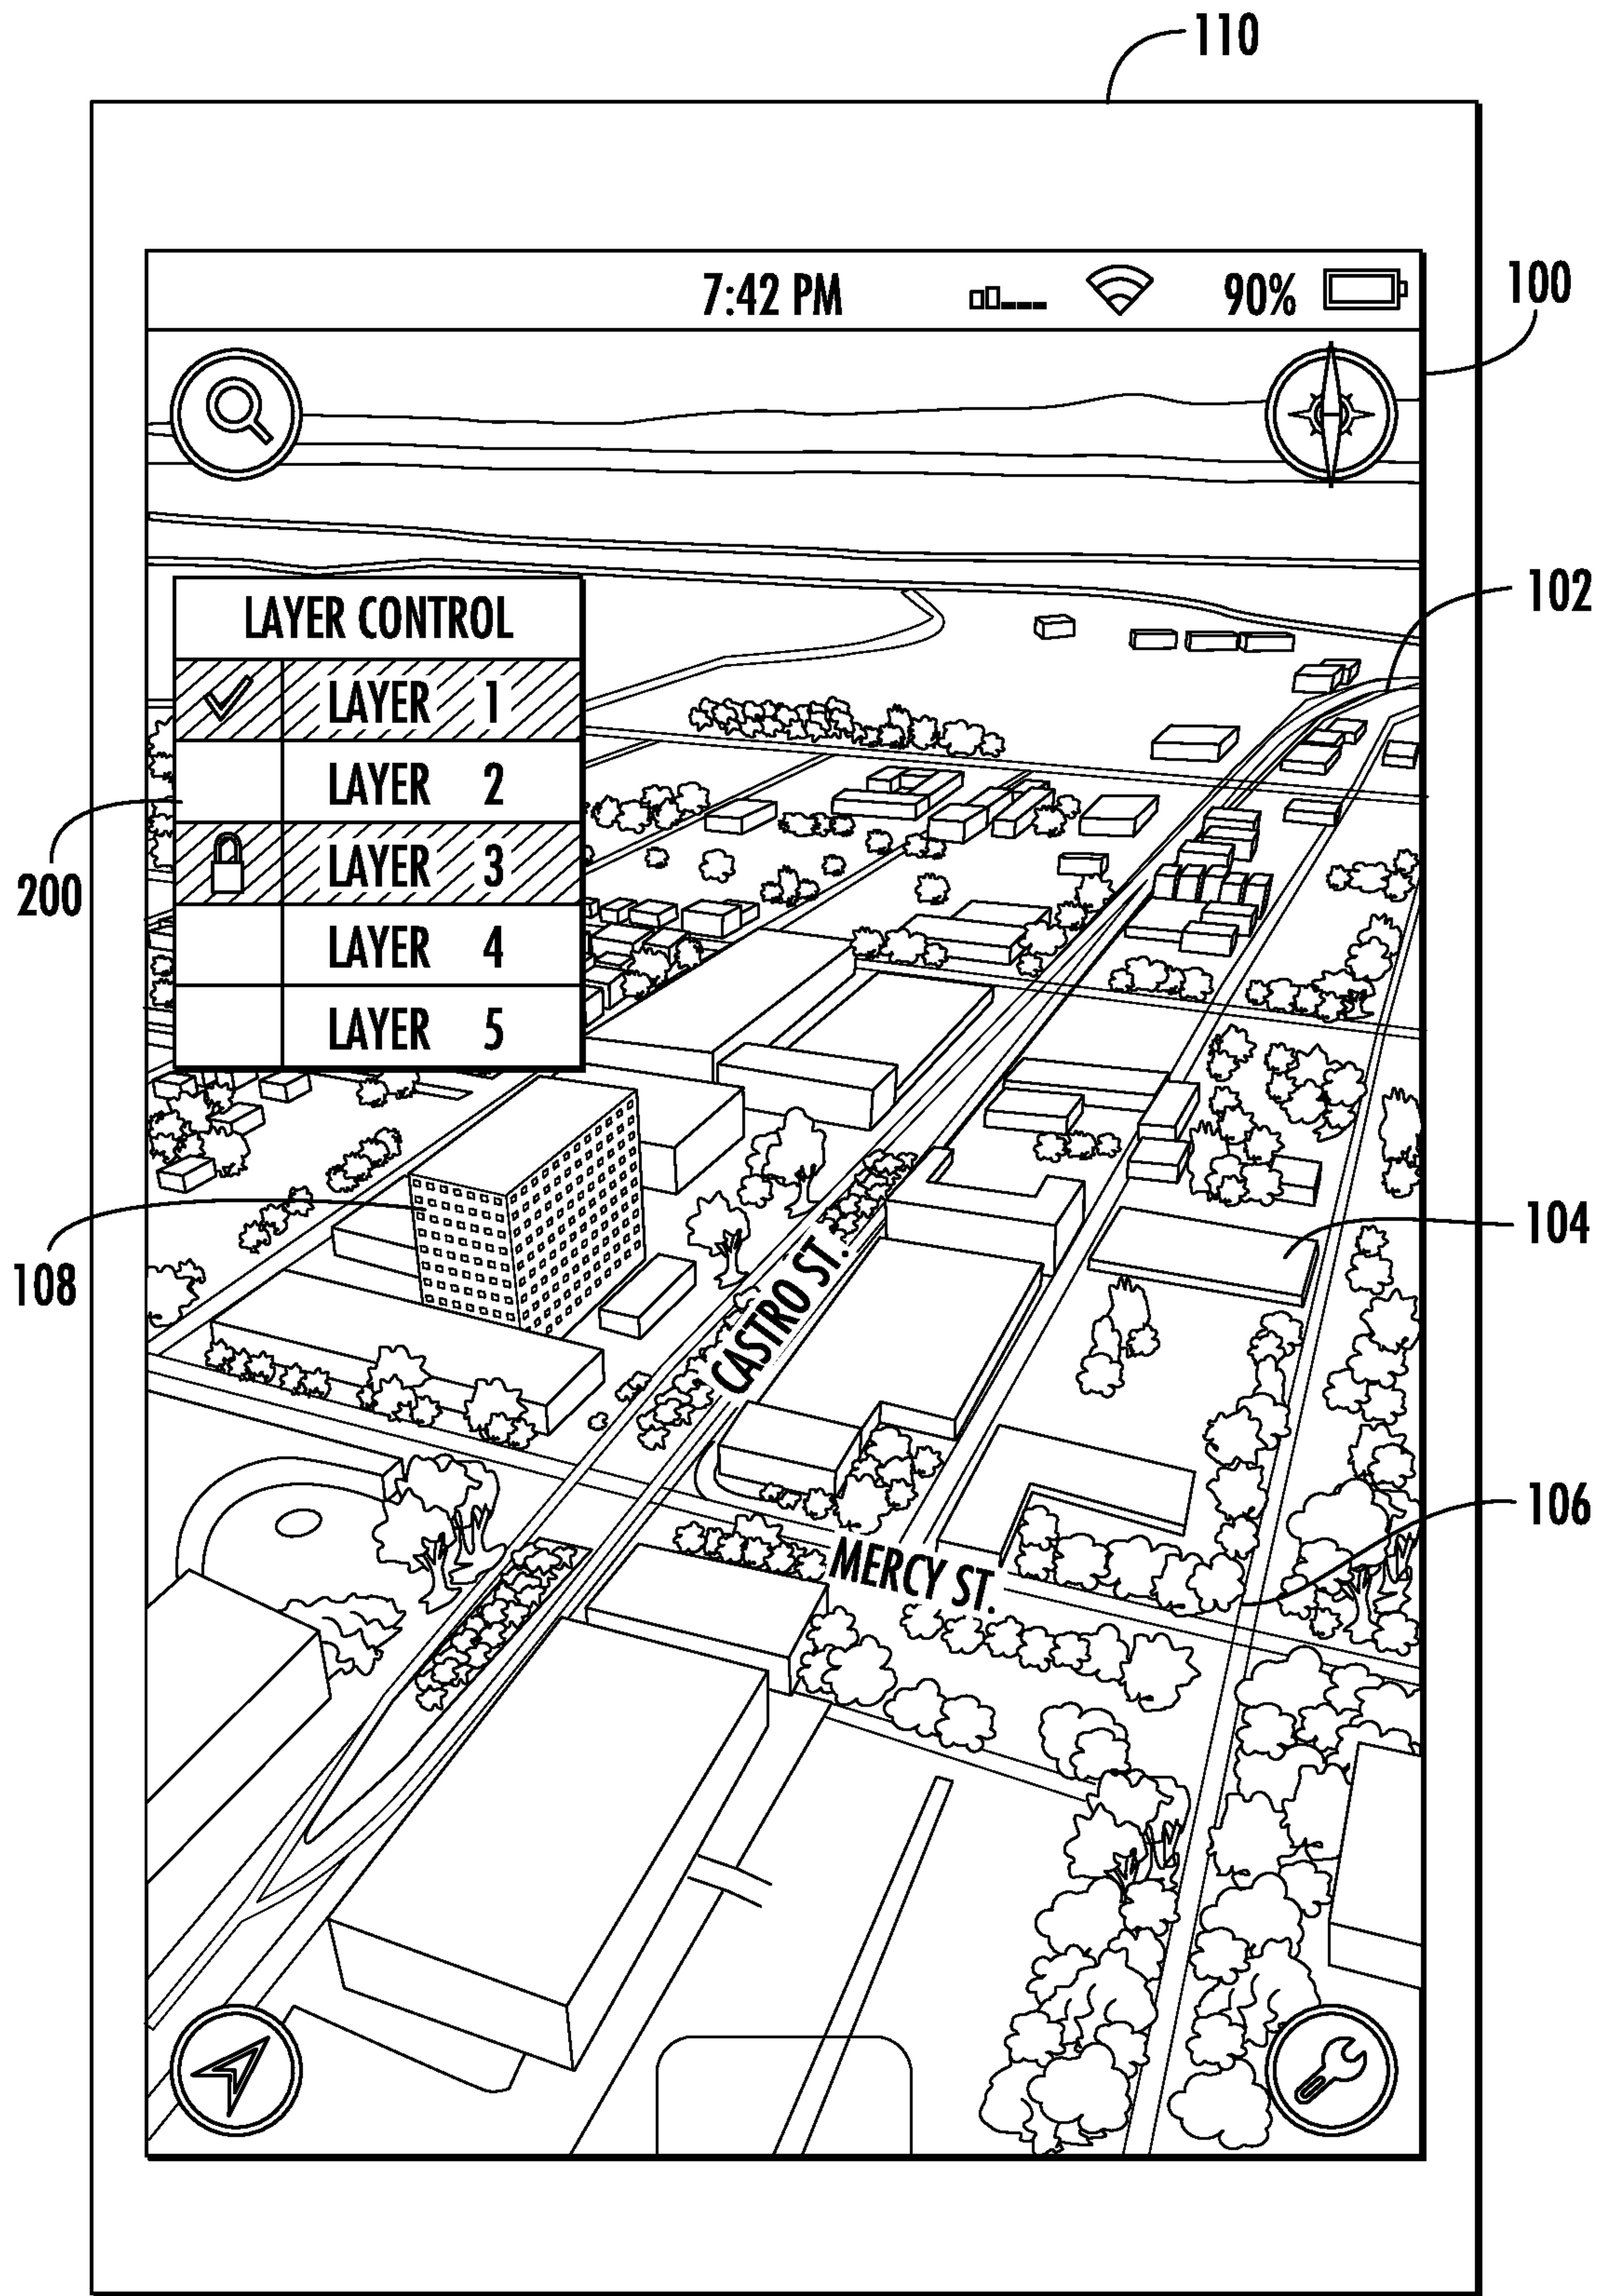 110
7:42 PM 90%
100
102
LAYER CONTROL
LAYER 1
LAYER 2
LAYER 3
LAYER 4
LAYER 5
200
108
104
CASTRO ST.
106
MERCY ST.